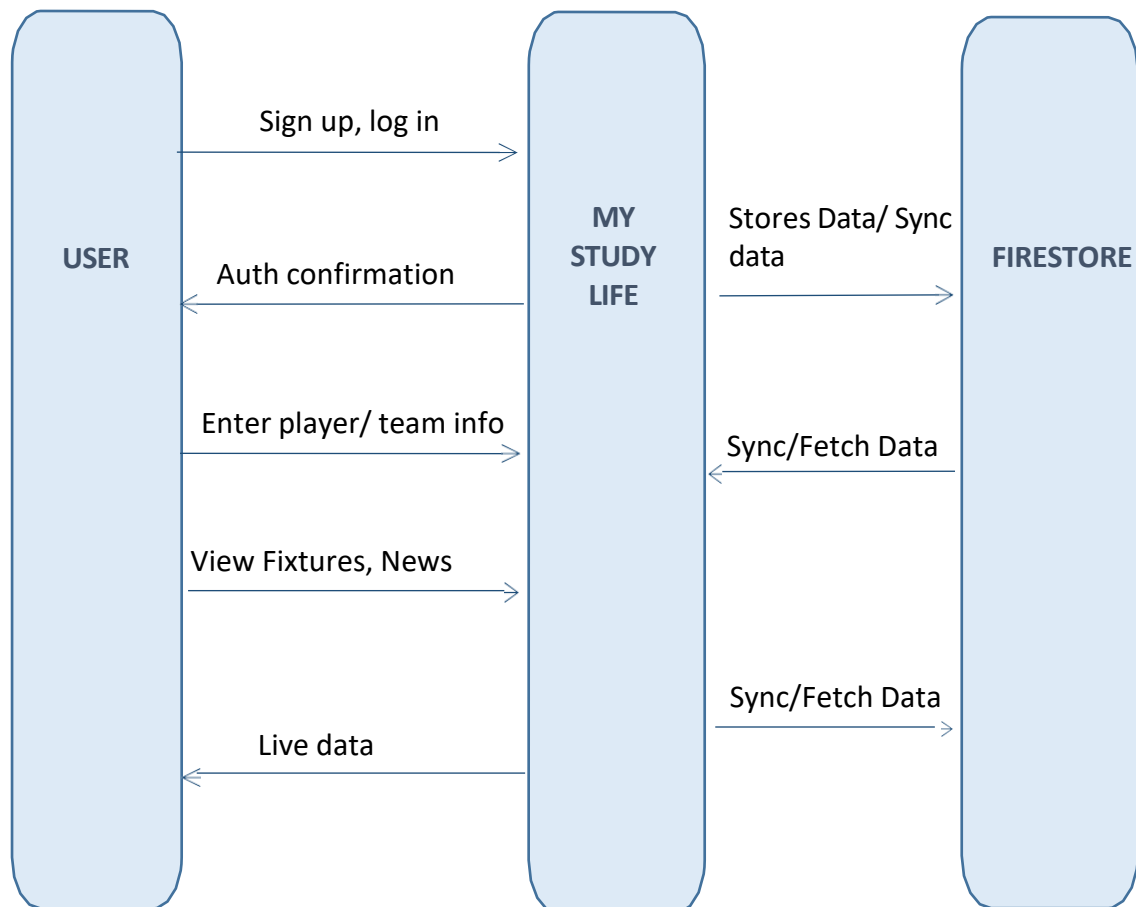 Sign up, log in
USER
Auth confirmation
Enter player/ team info
View Fixtures, News
Live data
MY
STUDY
LIFE
Stores Data/ Sync
data
Sync/Fetch Data
Sync/Fetch Data
FIRESTORE